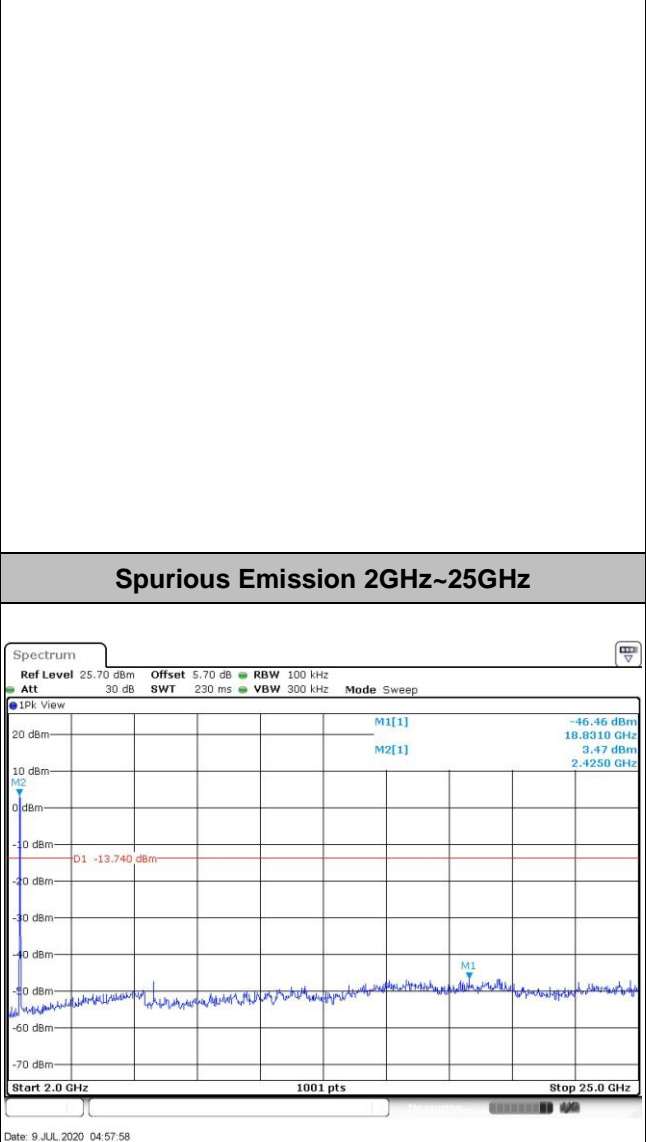 Spurious Emission 2GHz~25GHz
Spectrum
Ref Level 25.70 dBm Offset 5.70 dB RBW 100 kHz
Att 30 dB SWT 230 ms VBW 300 kHz Mode Sweep
1Pk View
M1[1] -46.46 dBm
18.8310 GHz
M2[1] 3.47 dBm
2.4250 GHz
20 dBm
10 dBm
M2
0 dBm
-10 dBm
D1 -13.740 dBm
-20 dBm
-30 dBm
-40 dBm
M1
-50 dBm
-60 dBm
-70 dBm
Start 2.0 GHz 1001 pts Stop 25.0 GHz
Date: 9.JUL.2020 04:57:58